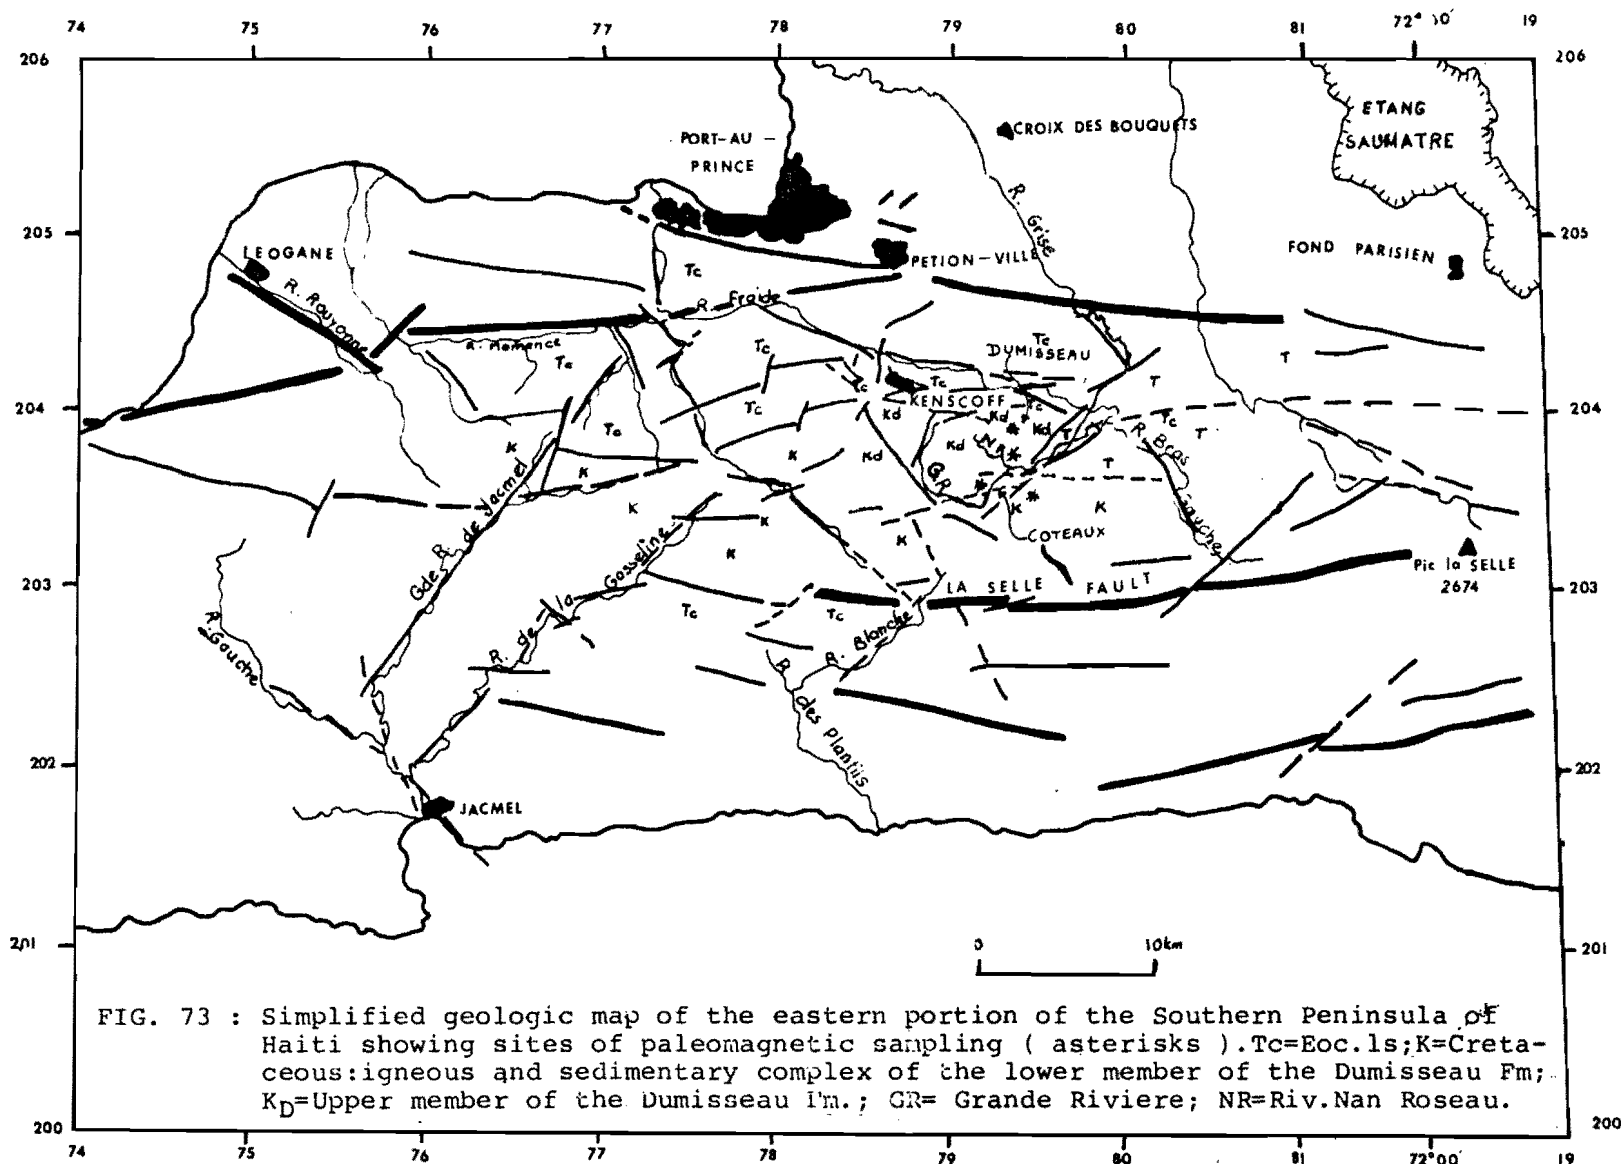 74 75 76 77 78 79 80 81 19
206 206
ETANG
SAUMATRE
CROIX DES BOUQUETS
PORT-AU-
PRINCE
R. Grise
205 205
LEOGANE
FOND PARISIEN
PETION-VILLE
Tc
R. Rouyonne
R. Froide
R. Momance
Tc
Tc
Tc
DUMISSEAU
T
T
Tc
KENSCOFF
204 204
Tc
Tc
Kd
Kd
Tc
Kd
T
Tc
T
R. Bras Gauche
K
K
K
Kd
Kd
NR
GR
T
K
K
K
K
K
K
COTEAUX
Gde R. de Jacmel
R. de la Gosseline
Pic la SELLE
2674
203 203
LA SELLE FAULT
R. Gauche
Tc
Tc
R. Blanche
R. des Plantiis
202 202
JACMEL
201 201
0 10km
FIG. 73 : Simplified geologic map of the eastern portion of the Southern Peninsula of
Haiti showing sites of paleomagnetic sampling ( asterisks ).Tc=Eoc.ls;K=Creta-
ceous:igneous and sedimentary complex of the lower member of the Dumisseau Fm;
KD=Upper member of the Dumisseau Fm.; GR= Grande Riviere; NR=Riv.Nan Roseau.
200 200
74 75 76 77 78 79 80 81 72°00' 19